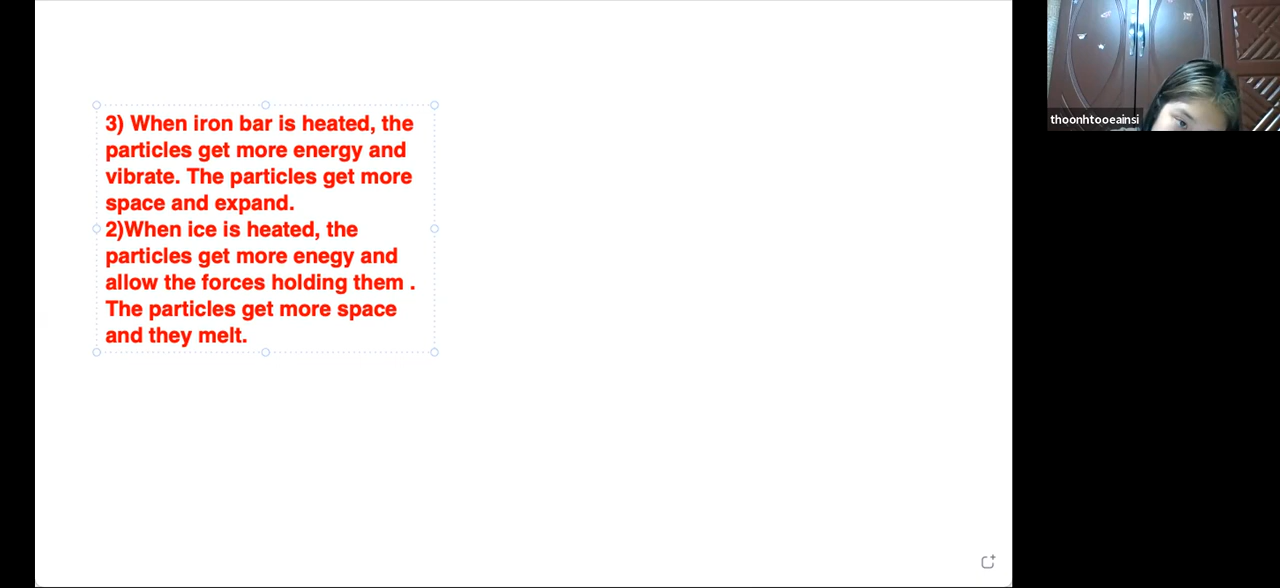 3) When iron bar is heated, the
particles get more energy and
vibrate. The particles get more
space and expand.
2)When ice is heated, the
particles get more enegy and
allow the forces holding them .
The particles get more space
and they melt.
thoonhtooeainsi